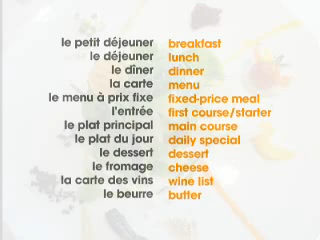 le petit déjeuner breakfast
le déjeuner lunch
le dîner dinner
la carte menu
le menu à prix fixe fixed-price meal
l'entrée first course/starter
le plat principal main course
le plat du jour daily special
le dessert dessert
le fromage cheese
la carte des vins wine list
le beurre butter